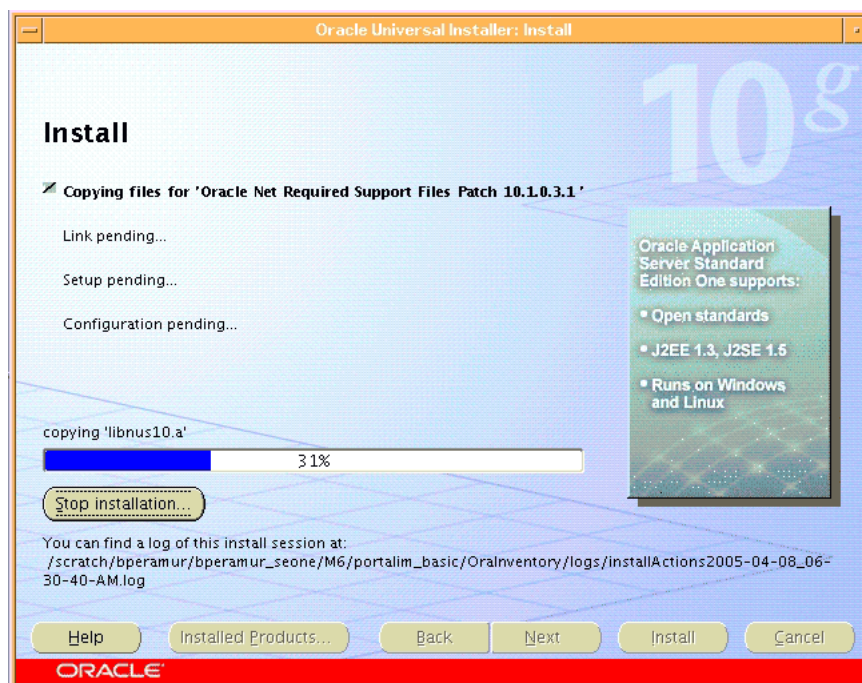 Oracle Universal Installer: Install
10g
Install
Copying files for 'Oracle Net Required Support Files Patch 10.1.0.3.1 '
Link pending...
Setup pending...
Configuration pending...
Oracle Application
Server Standard
Edition One supports:
• Open standards
• J2EE 1.3, J2SE 1.5
• Runs on Windows
and Linux
copying 'libnus10.a'
31%
Stop installation...
You can find a log of this install session at:
/scratch/bperamur/bperamur_seone/M6/portalim_basic/OraInventory/logs/installActions2005-04-08_06-
30-40-AM.log
Help Installed Products... Back Next Install Cancel
ORACLE